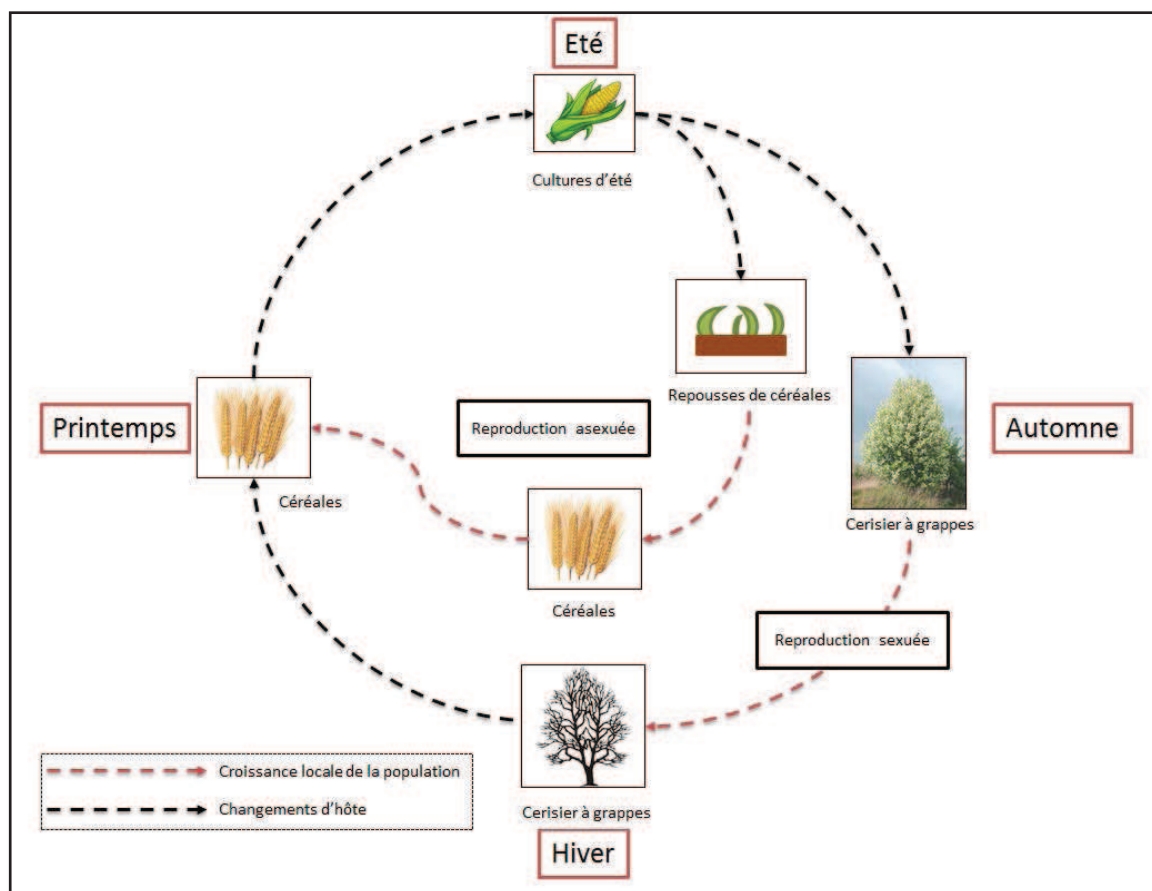 Eté
Cultures d'été
Repousses de céréales
Printemps
Reproduction asexuée
Automne
Céréales
Cerisier à grappes
Céréales
Reproduction sexuée
Croissance locale de la population
Changements d'hôte
Cerisier à grappes
Hiver